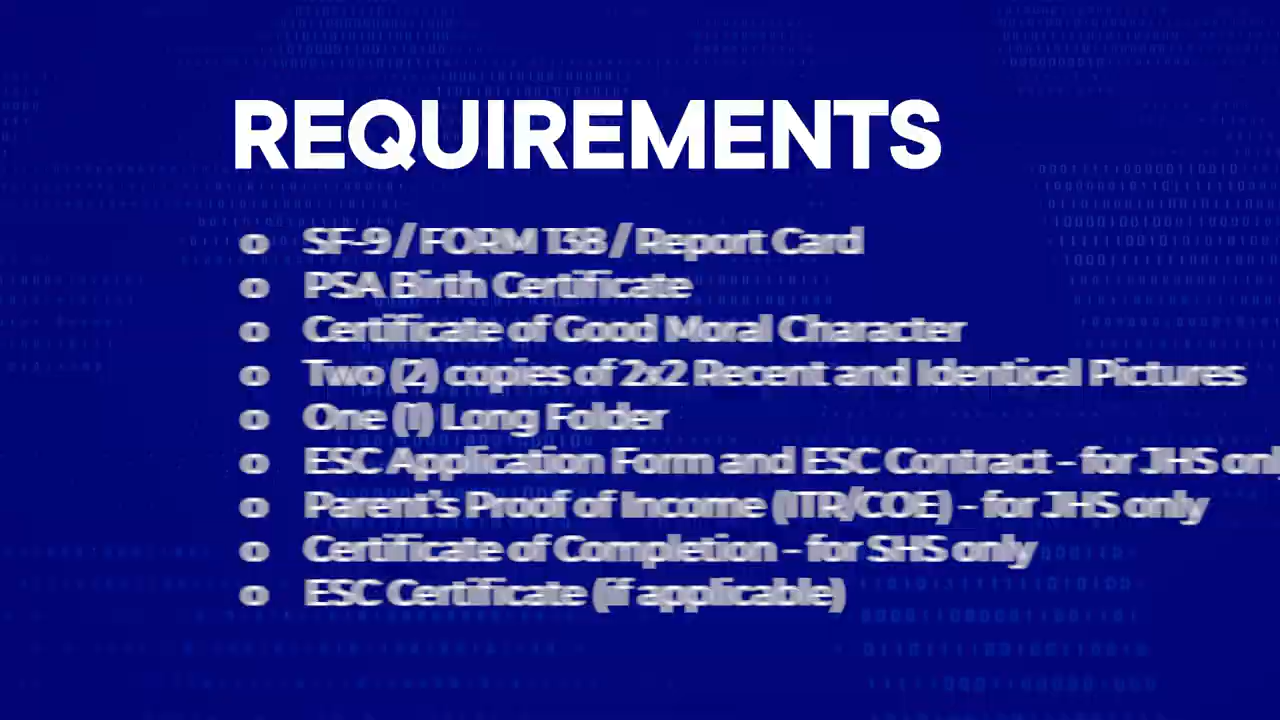 REQUIREMENTS
o SF-9 / FORM 138 / Report Card
o PSA Birth Certificate
o Certificate of Good Moral Character
o Two (2) copies of 2x2 Recent and Identical Pictures
o One (1) Long Folder
o ESC Application Form and ESC Contract - for JHS onl
o Parent's Proof of Income (ITR/COE) - for JHS only
o Certificate of Completion - for SHS only
o ESC Certificate (if applicable)